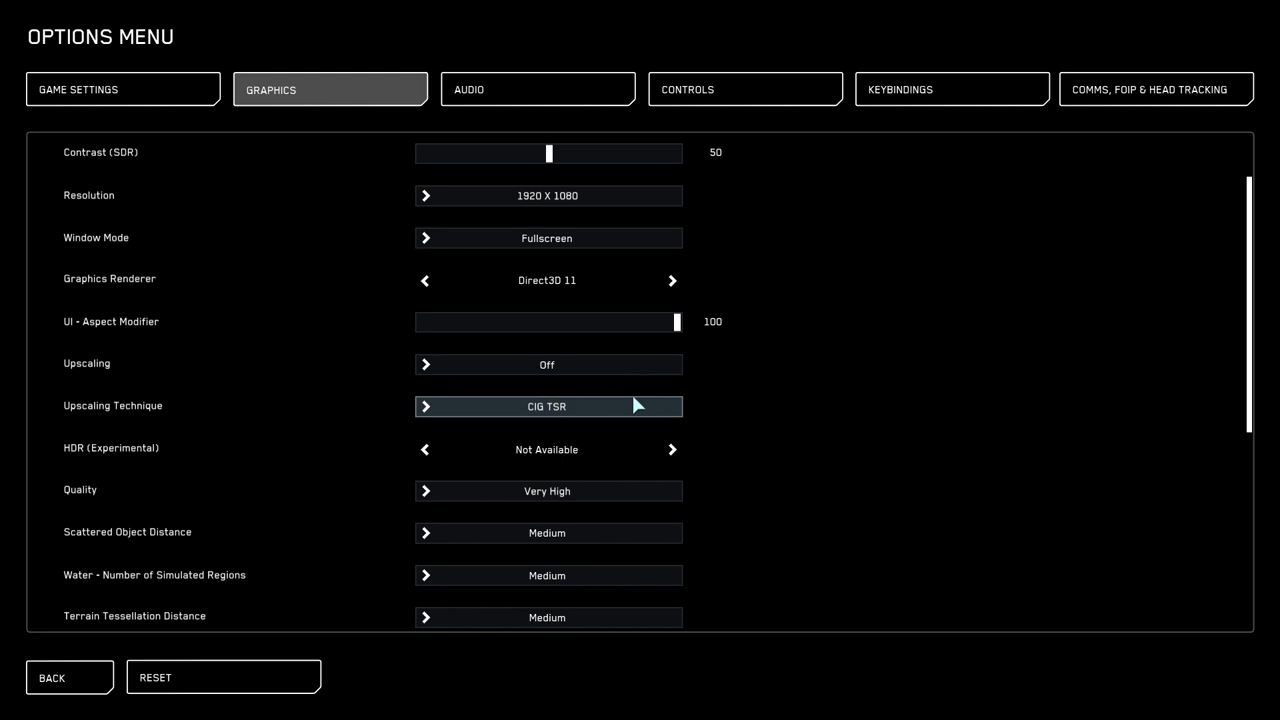 OPTIONS MENU
GAME SETTINGS
GRAPHICS
AUDIO
CONTROLS
KEYBINDINGS
COMMS, FOIP & HEAD TRACKING
Contrast (SDR) 50
Resolution 1920 X 1080
Window Mode Fullscreen
Graphics Renderer Direct3D 11
UI - Aspect Modifier 100
Upscaling Off
Upscaling Technique CIG TSR
HDR (Experimental) Not Available
Quality Very High
Scattered Object Distance Medium
Water - Number of Simulated Regions Medium
Terrain Tessellation Distance Medium
BACK
RESET